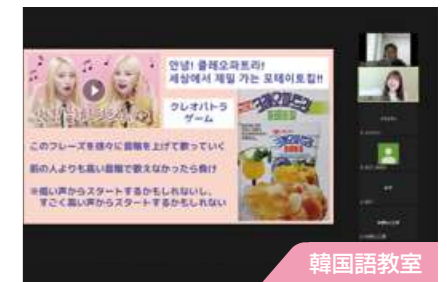 안녕! 클레오파트라!
세상에서 제일 가는 포테이토칩!!
クレオパトラ
ゲーム
このフレーズを徐々に音階を上げて歌っていく
前の人よりも高い音階で歌えなかったら負け
※低い声からスタートするかもしれないし、
すごく高い声からスタートするかもしれない
韓国語教室